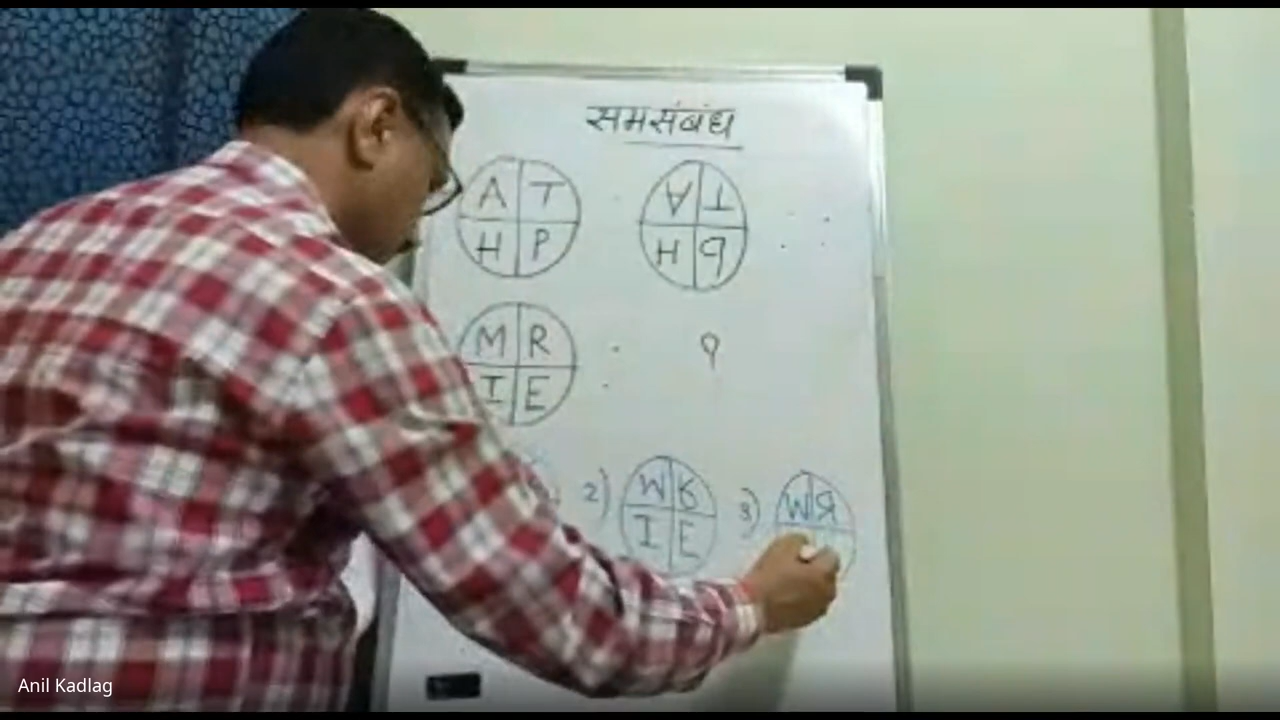 समसंबंध
A T : Ɐ ⊥ ::
H P H ꟼ
M R : ?
I E
2) W K 3) W Я
I E
Anil Kadlag